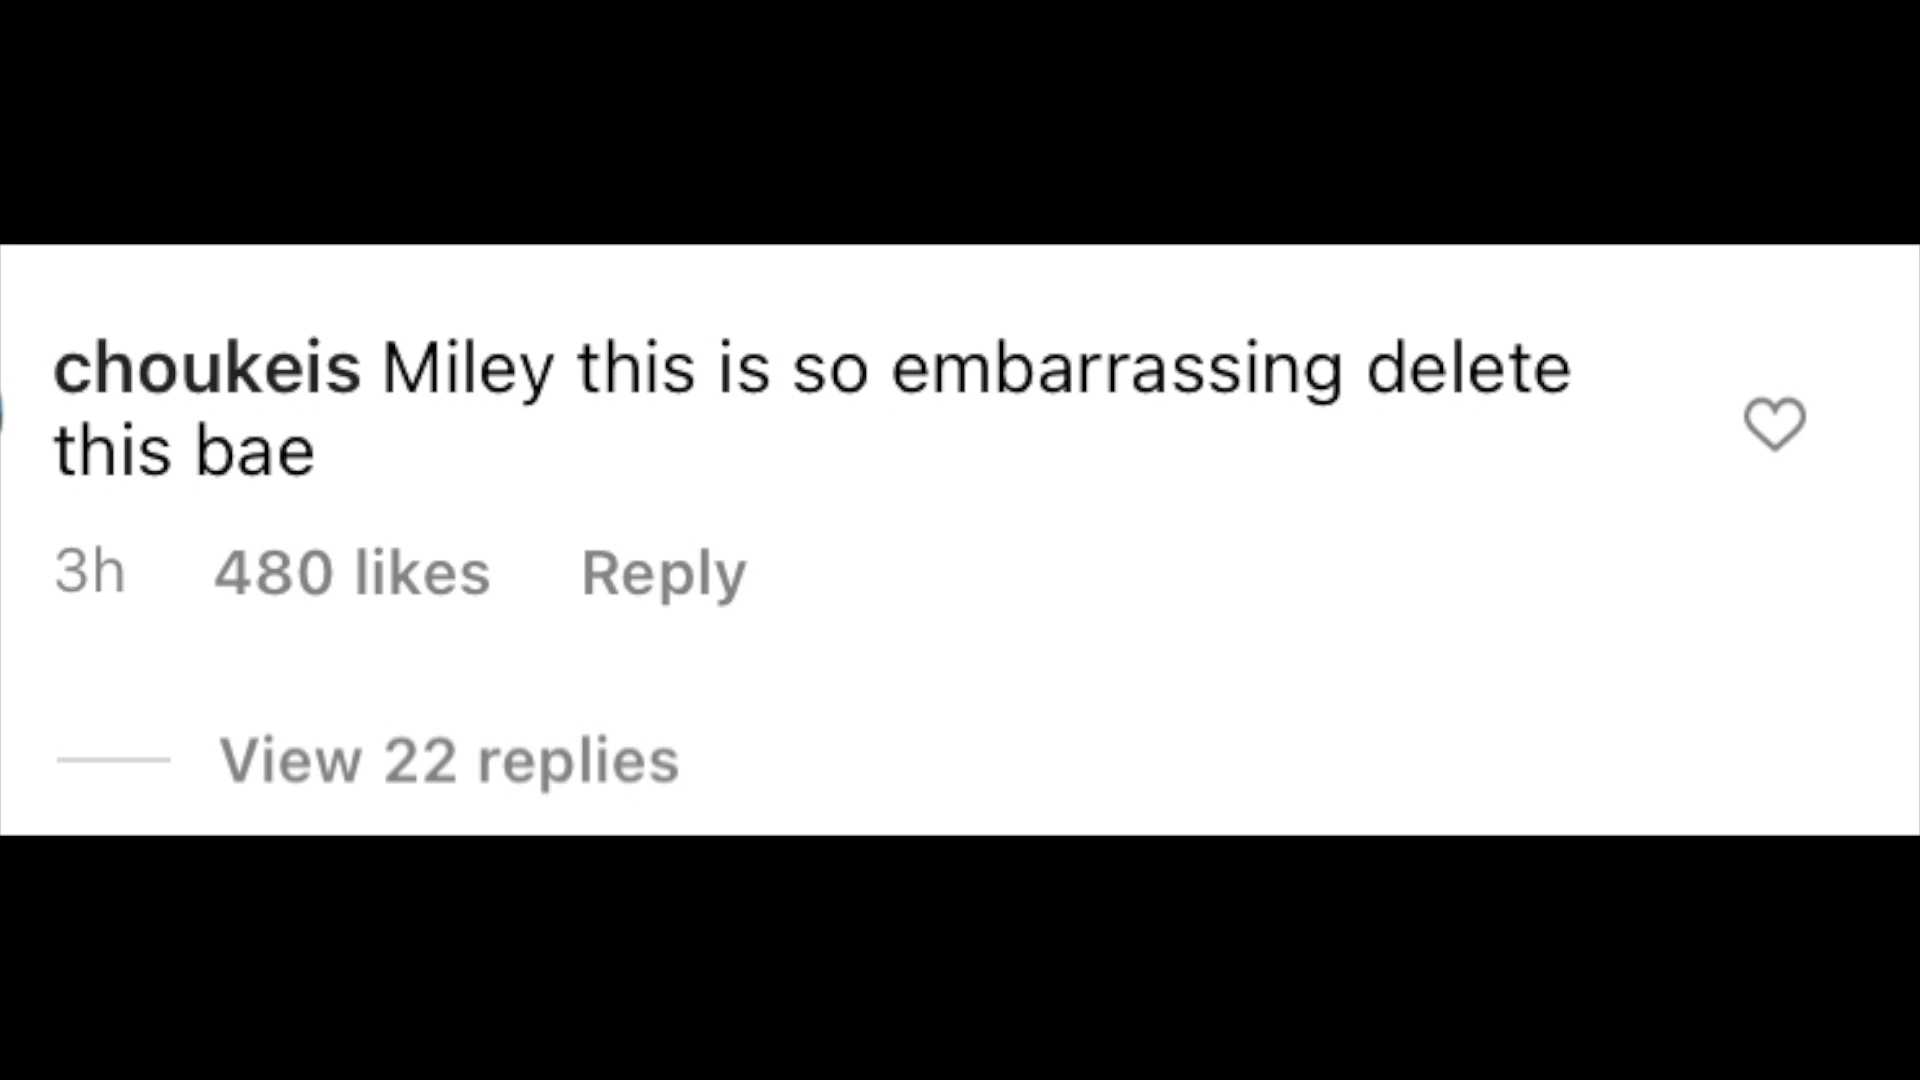 choukeis Miley this is so embarrassing delete
this bae
3h 480 likes Reply
View 22 replies